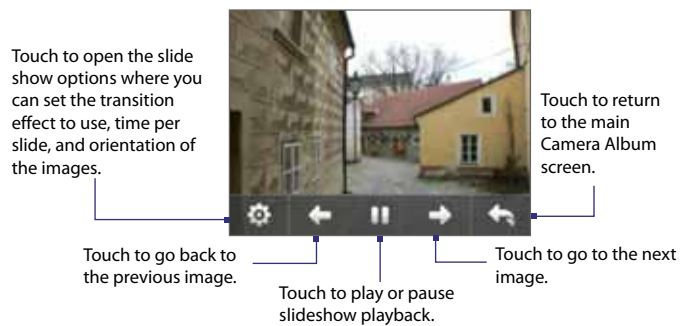 Touch to open the slide
show options where you
can set the transition
effect to use, time per
slide, and orientation of
the images.
Touch to return
to the main
Camera Album
screen.
Touch to go back to
the previous image.
Touch to go to the next
image.
Touch to play or pause
slideshow playback.